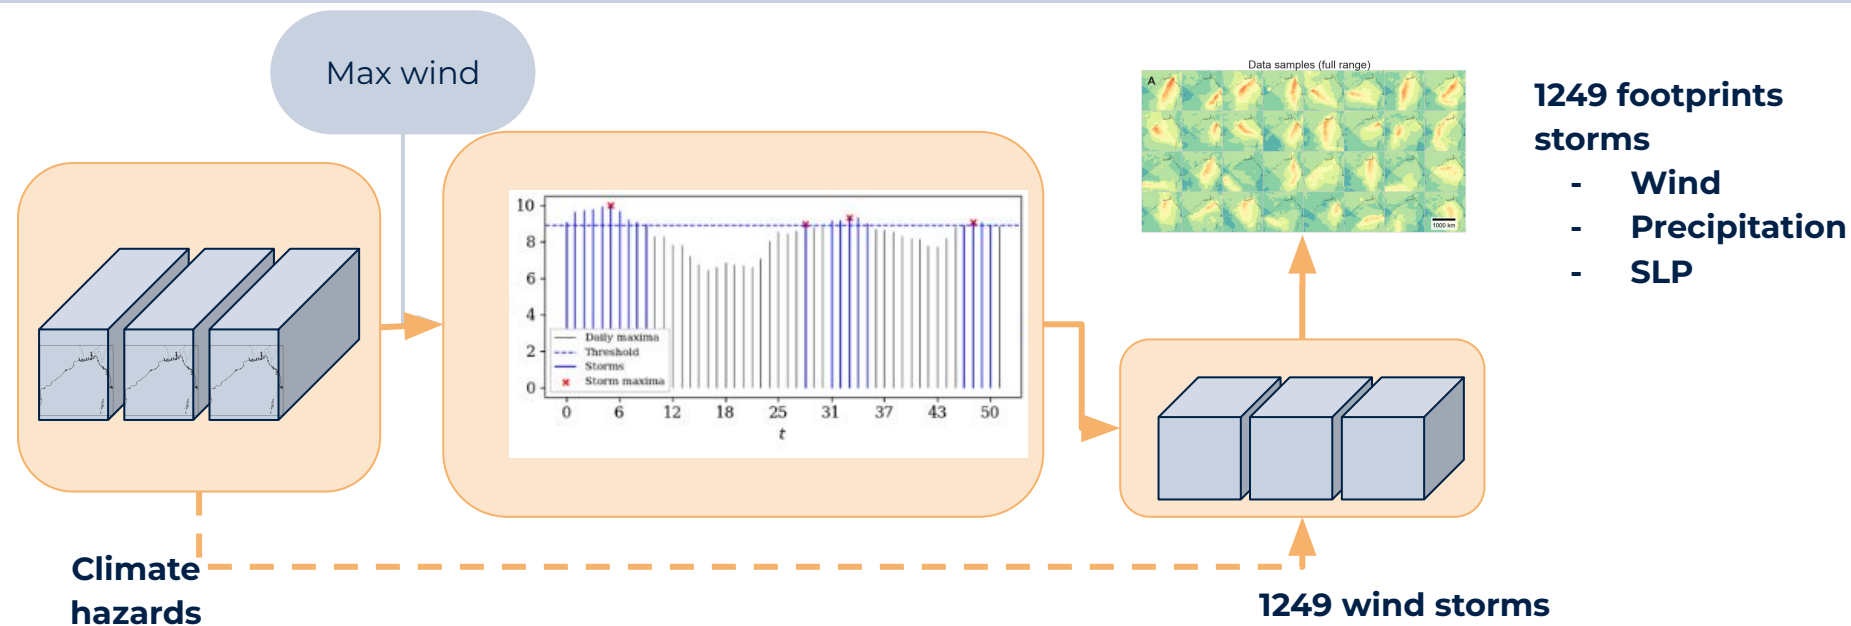 Max wind
Data samples (full range)
A
1000 km
1249 footprints
storms
- Wind
- Precipitation
- SLP
10
8
6
4
2
0
Daily maxima
Threshold
Storms
Storm maxima
0 6 12 18 25 31 37 43 50
t
Climate
hazards
1249 wind storms